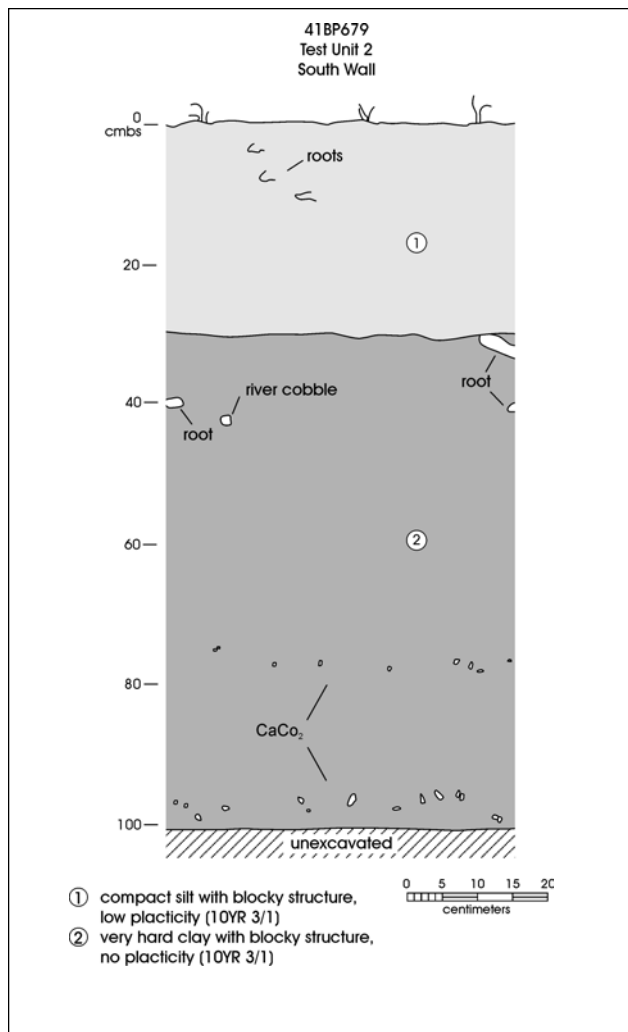 41BP679
Test Unit 2
South Wall
0
cmbs
roots
1
20
root
river cobble
40
root
2
60
80
CaCo₂
100
unexcavated
0 5 10 15 20
centimeters
1 compact silt with blocky structure,
low placticity (10YR 3/1)
2 very hard clay with blocky structure,
no placticity (10YR 3/1)